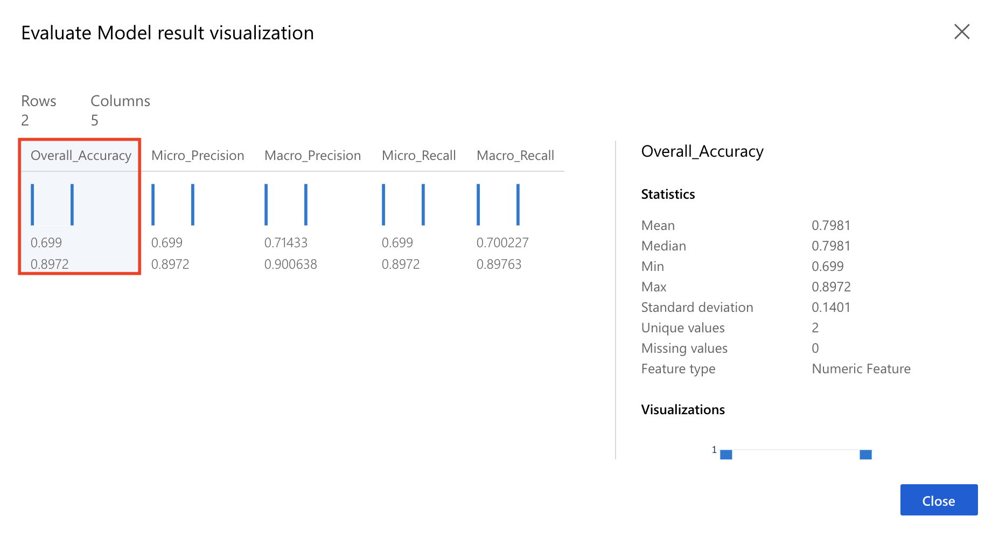 Evaluate Model result visualization
Rows Columns
2 5
Overall_Accuracy Micro_Precision Macro_Precision Micro_Recall Macro_Recall
0.699 0.699 0.71433 0.699 0.700227
0.8972 0.8972 0.900638 0.8972 0.89763
Overall_Accuracy
Statistics
Mean 0.7981
Median 0.7981
Min 0.699
Max 0.8972
Standard deviation 0.1401
Unique values 2
Missing values 0
Feature type Numeric Feature
Visualizations
1
Close